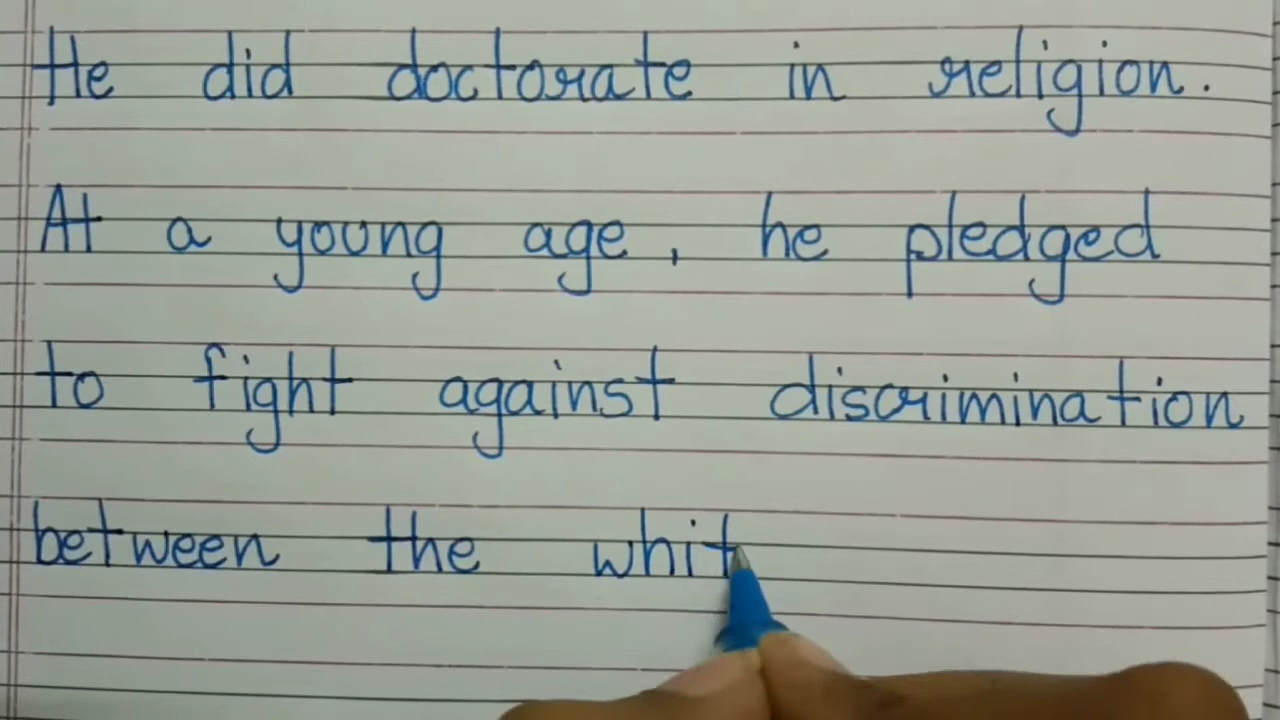 He did doctorate in religion.
At a young age, he pledged
to fight against discrimination
between the whit